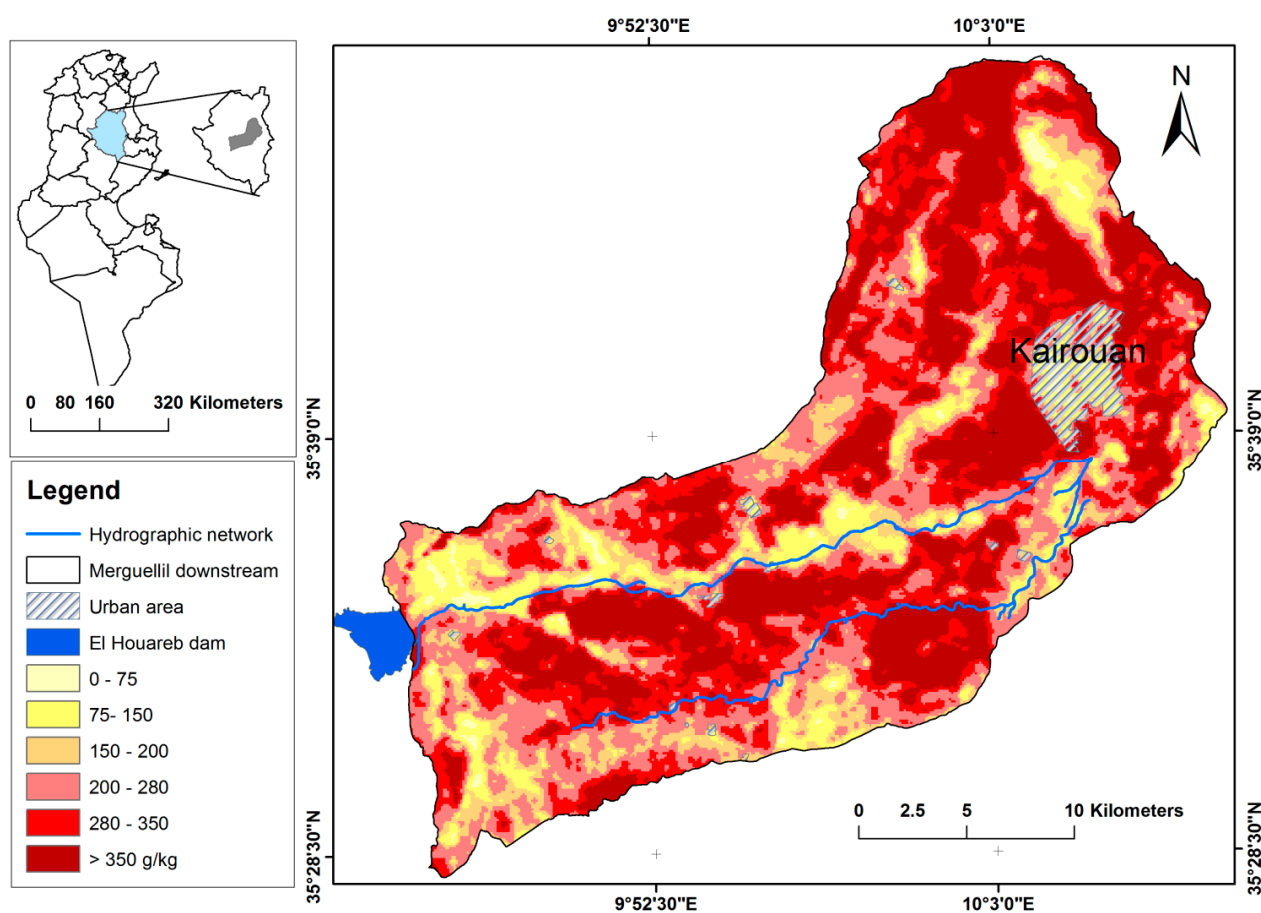 9°52'30"E
10°3'0"E
N
Kairouan
35°39'0"N
35°39'0"N
0 80 160 320 Kilometers
Legend
Hydrographic network
Merguellil downstream
Urban area
El Houareb dam
0 - 75
75- 150
150 - 200
200 - 280
280 - 350
> 350 g/kg
0 2.5 5 10 Kilometers
35°28'30"N
35°28'30"N
9°52'30"E
10°3'0"E